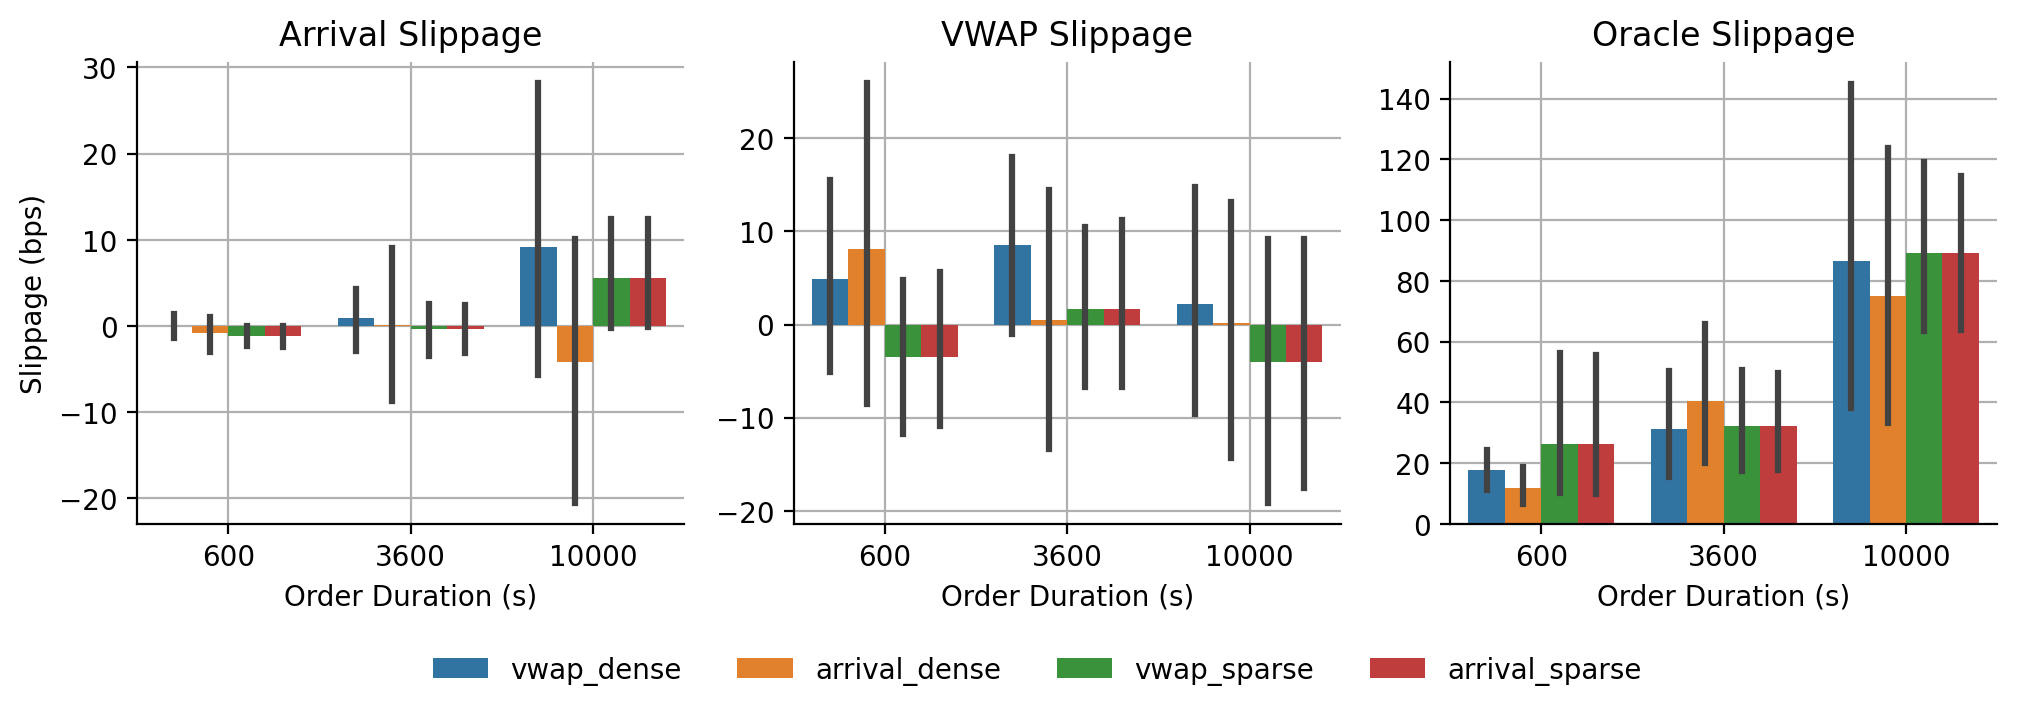 Arrival Slippage
VWAP Slippage
Oracle Slippage
Slippage (bps)
30
20
10
0
−10
−20
600
3600
10000
Order Duration (s)
20
10
0
−10
−20
600
3600
10000
Order Duration (s)
140
120
100
80
60
40
20
0
600
3600
10000
Order Duration (s)
vwap_dense
arrival_dense
vwap_sparse
arrival_sparse